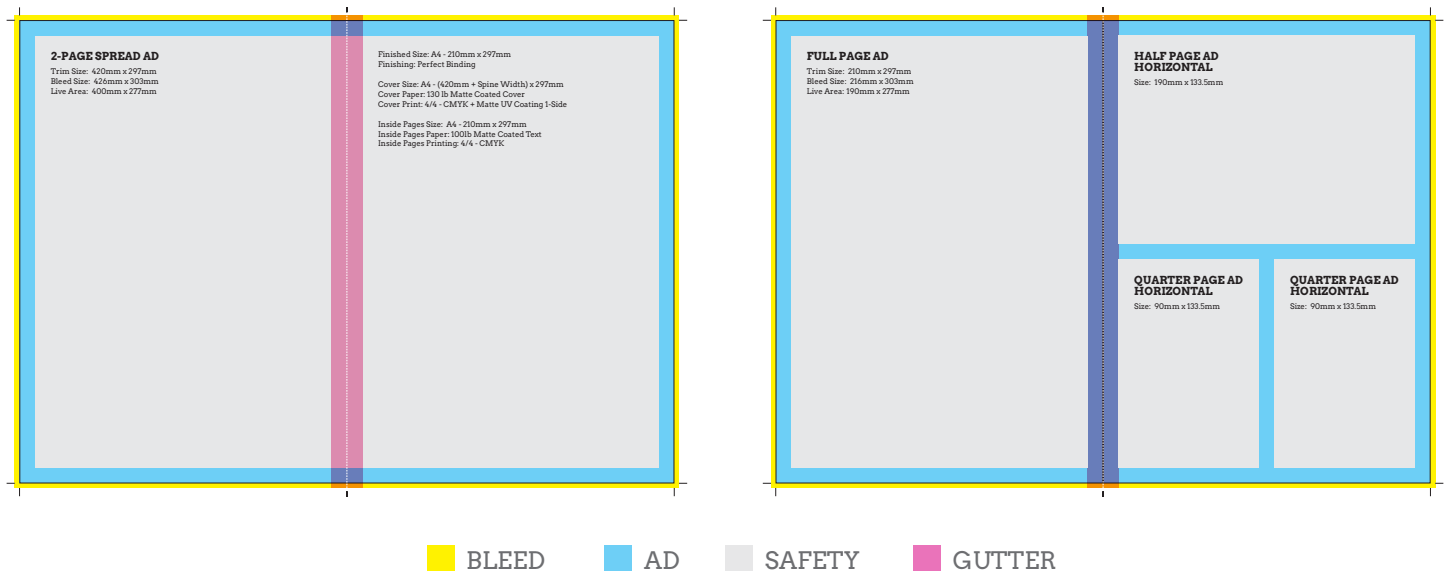 2-PAGE SPREAD AD
Trim Size: 420mm x 297mm
Bleed Size: 426mm x 303mm
Live Area: 400mm x 277mm
Finished Size: A4 - 210mm x 297mm
Finishing: Perfect Binding
Cover Size: A4 - (420mm + Spine Width) x 297mm
Cover Paper: 130 lb Matte Coated Cover
Cover Print: 4/4 - CMYK + Matte UV Coating 1-Side
Inside Pages Size: A4 - 210mm x 297mm
Inside Pages Paper: 100lb Matte Coated Text
Inside Pages Printing: 4/4 - CMYK
FULL PAGE AD
Trim Size: 210mm x 297mm
Bleed Size: 216mm x 303mm
Live Area: 190mm x 277mm
HALF PAGE AD
HORIZONTAL
Size: 190mm x 133.5mm
QUARTER PAGE AD
HORIZONTAL
Size: 90mm x 133.5mm
QUARTER PAGE AD
HORIZONTAL
Size: 90mm x 133.5mm
BLEED
AD
SAFETY
GUTTER